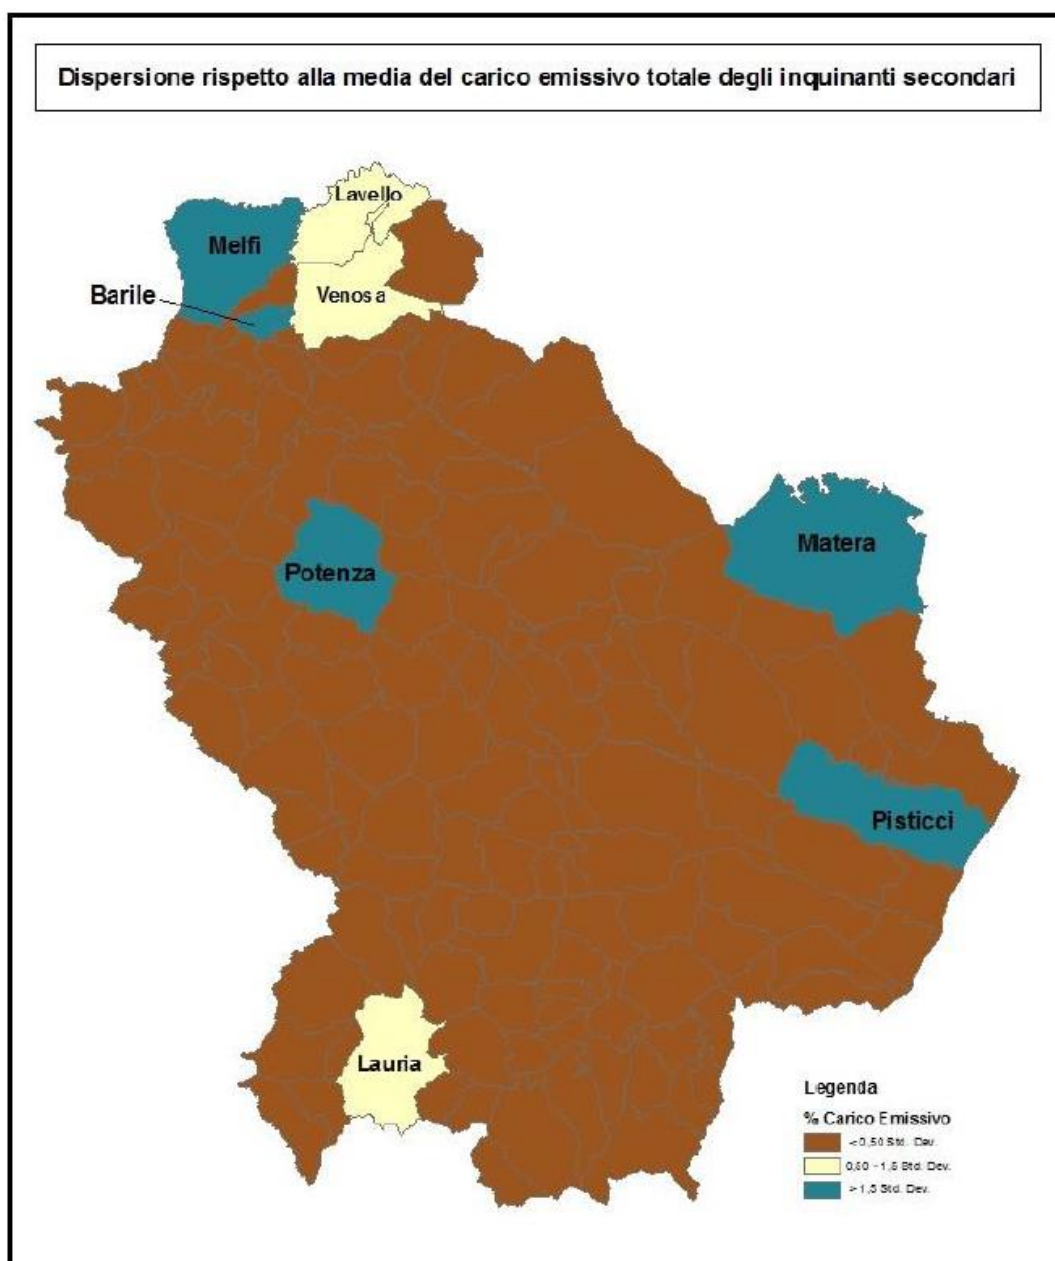 Dispersione rispetto alla media del carico emissivo totale degli inquinanti secondari
Lavello
Melfi
Barile
Venosa
Matera
Potenza
Pisticci
Lauria
Legenda
% Carico Emissivo
<0,50 Std. Dev.
0,50 - 1,5 Std. Dev.
>1,5 Std. Dev.